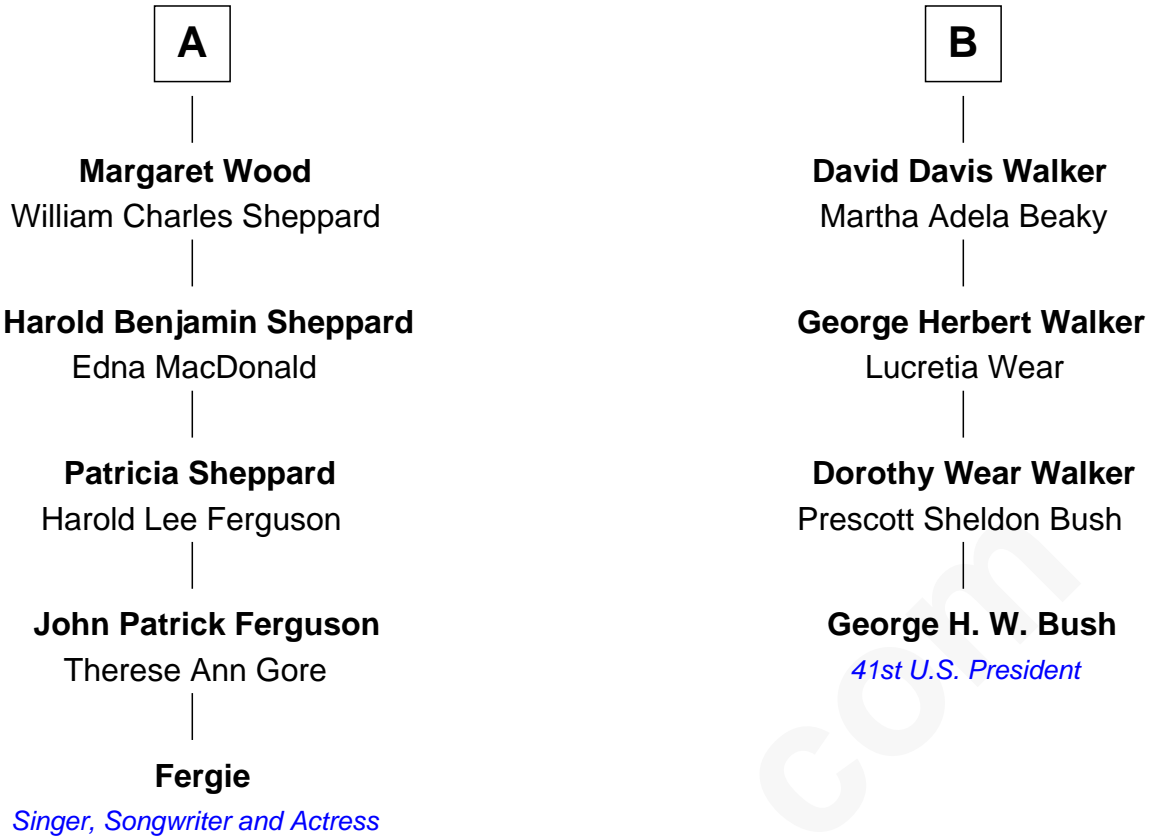 A
Margaret Wood
William Charles Sheppard
Harold Benjamin Sheppard
Edna MacDonald
Patricia Sheppard
Harold Lee Ferguson
John Patrick Ferguson
Therese Ann Gore
Fergie
Singer, Songwriter and Actress
B
David Davis Walker
Martha Adela Beaky
George Herbert Walker
Lucretia Wear
Dorothy Wear Walker
Prescott Sheldon Bush
George H. W. Bush
41st U.S. President
com